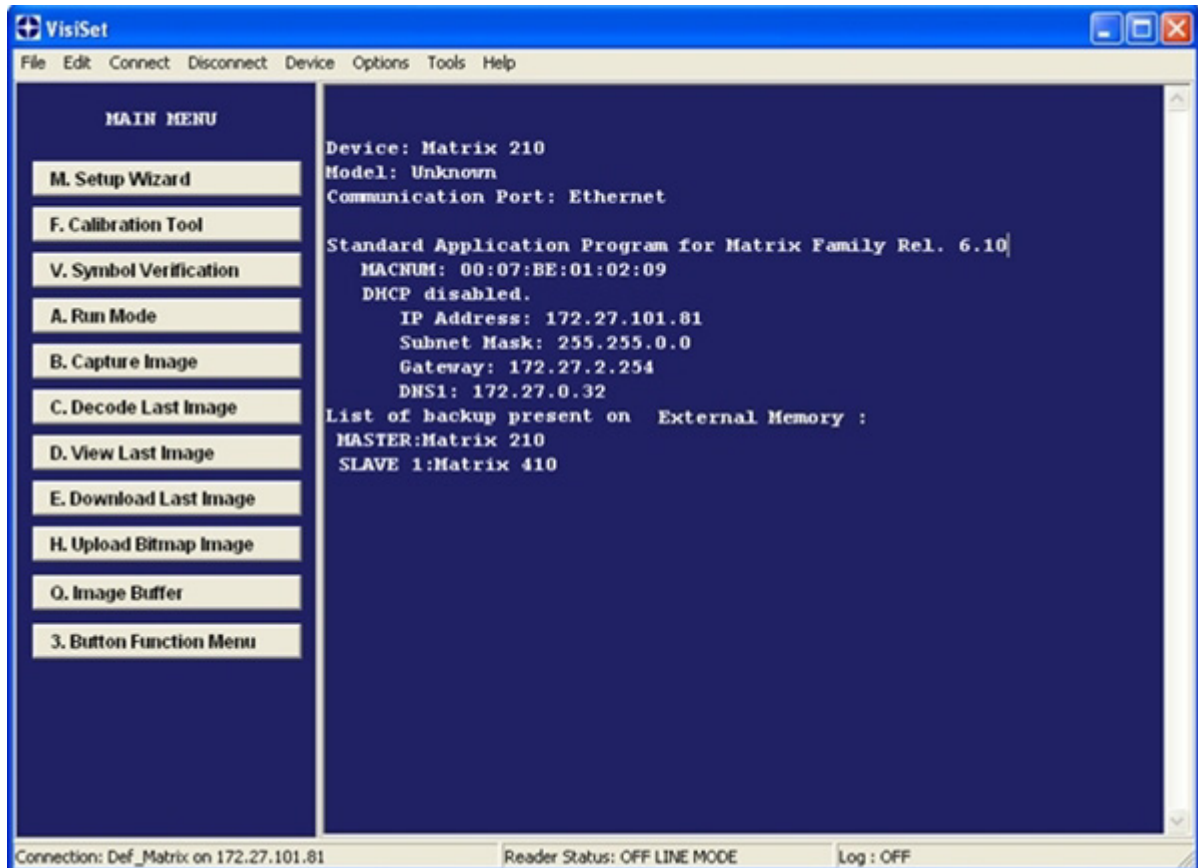 VisiSet
File Edit Connect Disconnect Device Options Tools Help
MAIN MENU
M. Setup Wizard
F. Calibration Tool
V. Symbol Verification
A. Run Mode
B. Capture Image
C. Decode Last Image
D. View Last Image
E. Download Last Image
H. Upload Bitmap Image
Q. Image Buffer
3. Button Function Menu
Device: Matrix 210
Model: Unknown
Communication Port: Ethernet
Standard Application Program for Matrix Family Rel. 6.10
MACNUM: 00:07:BE:01:02:09
DHCP disabled.
IP Address: 172.27.101.81
Subnet Mask: 255.255.0.0
Gateway: 172.27.2.254
DNS1: 172.27.0.32
List of backup present on External Memory :
MASTER:Matrix 210
SLAVE 1:Matrix 410
Connection: Def_Matrix on 172.27.101.81
Reader Status: OFF LINE MODE
Log : OFF